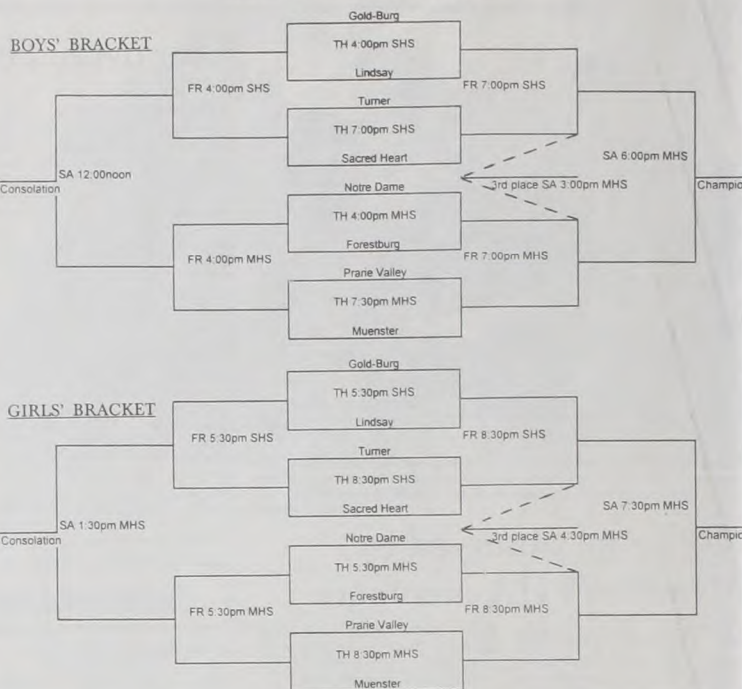 BOYS' BRACKET
Gold-Burg
TH 4:00pm SHS
Lindsay
FR 4:00pm SHS
FR 7:00pm SHS
Turner
TH 7:00pm SHS
Sacred Heart
SA 12:00noon
SA 6:00pm MHS
Consolation
Notre Dame
3rd place SA 3:00pm MHS
Champio
TH 4:00pm MHS
Forestburg
FR 4:00pm MHS
FR 7:00pm MHS
Prarie Valley
TH 7:30pm MHS
Muenster
GIRLS' BRACKET
Gold-Burg
TH 5:30pm SHS
Lindsay
FR 5:30pm SHS
FR 8:30pm SHS
Turner
TH 8:30pm SHS
Sacred Heart
SA 1:30pm MHS
SA 7:30pm MHS
Consolation
Notre Dame
3rd place SA 4:30pm MHS
Champio
TH 5:30pm MHS
Forestburg
FR 5:30pm MHS
FR 8:30pm MHS
Prarie Valley
TH 8:30pm MHS
Muenster